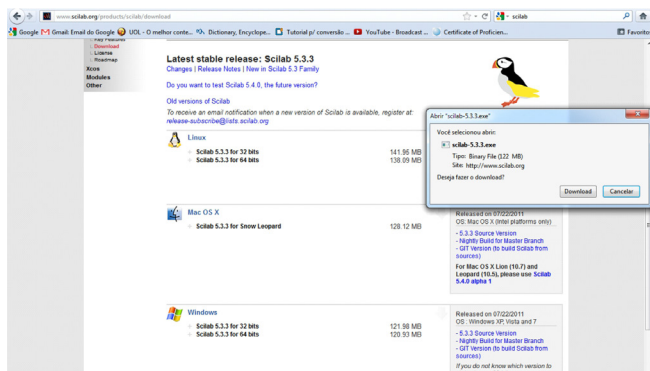 www.scilab.org/products/scilab/download
scilab
Google
Gmail: Email do Google
UOL - O melhor conte...
Dictionary, Encyclope...
Tutorial p/ conversão ...
YouTube - Broadcast ...
Certificate of Proficien...
Favorito
Key Features
Download
License
Roadmap
Xcos
Modules
Other
Latest stable release: Scilab 5.3.3
Changes | Release Notes | New in Scilab 5.3 Family
Do you want to test Scilab 5.4.0, the future version?
Old versions of Scilab
To receive an email notification when a new version of Scilab is available, register at:
release-subscribe@lists.scilab.org
Linux
Scilab 5.3.3 for 32 bits 141.95 MB
Scilab 5.3.3 for 64 bits 138.09 MB
Abrir "scilab-5.3.3.exe"
Você selecionou abrir:
scilab-5.3.3.exe
Tipo: Binary File (122 MB)
Site: http://www.scilab.org
Deseja fazer o download?
Download Cancelar
Mac OS X
Scilab 5.3.3 for Snow Leopard 128.12 MB
Released on 07/22/2011
OS: Mac OS X (Intel platforms only)
- 5.3.3 Source Version
- Nightly Build for Master Branch
- GIT Version (to build Scilab from
sources)
For Mac OS X Lion (10.7) and
Leopard (10.5), please use Scilab
5.4.0 alpha 1
Windows
Scilab 5.3.3 for 32 bits 121.98 MB
Scilab 5.3.3 for 64 bits 120.93 MB
Released on 07/22/2011
OS : Windows XP, Vista and 7
- 5.3.3 Source Version
- Nightly Build for Master Branch
- GIT Version (to build Scilab from
sources)
If you do not know which version to